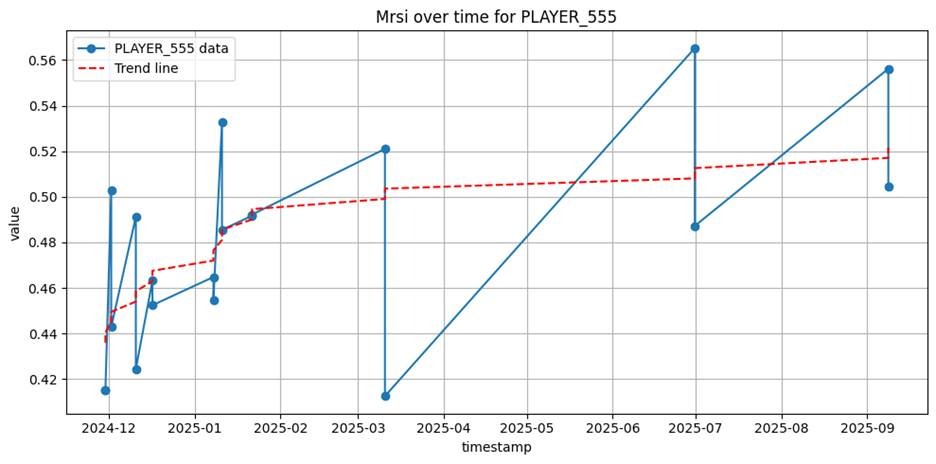 Mrsi over time for PLAYER_555
PLAYER_555 data
Trend line
0.56
0.54
0.52
0.50
0.48
0.46
0.44
0.42
value
2024-12 2025-01 2025-02 2025-03 2025-04 2025-05 2025-06 2025-07 2025-08 2025-09
timestamp